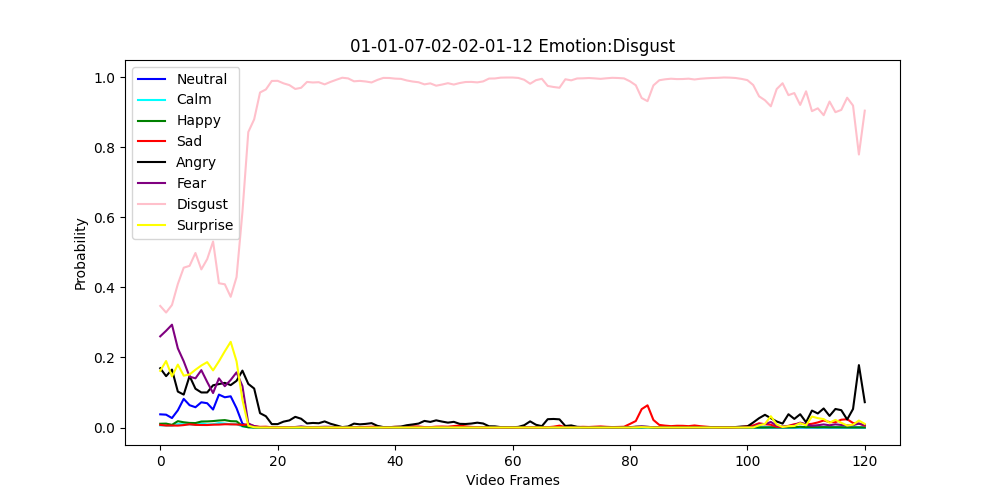 01-01-07-02-02-01-12 Emotion:Disgust
1.0
0.8
0.6
0.4
0.2
0.0
Probability
Neutral
Calm
Happy
Sad
Angry
Fear
Disgust
Surprise
0 20 40 60 80 100 120
Video Frames